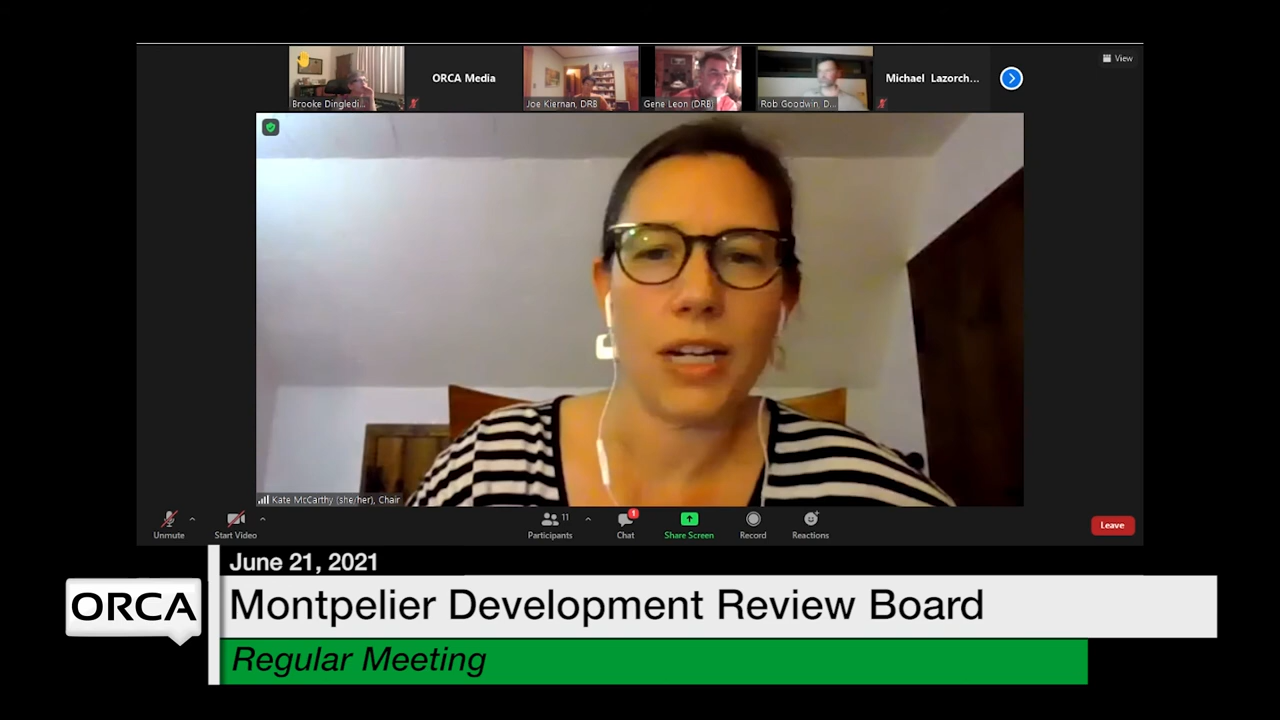 View
ORCA Media
Michael Lazorch...
Brooke Dingledi...
Joe Kiernan, DRB
Gene Leon (DRB)
Rob Goodwin, D...
Kate McCarthy (she/her), Chair
11
1
Unmute
Start Video
Participants
Chat
Share Screen
Record
Reactions
Leave
June 21, 2021
ORCA
Montpelier Development Review Board
Regular Meeting